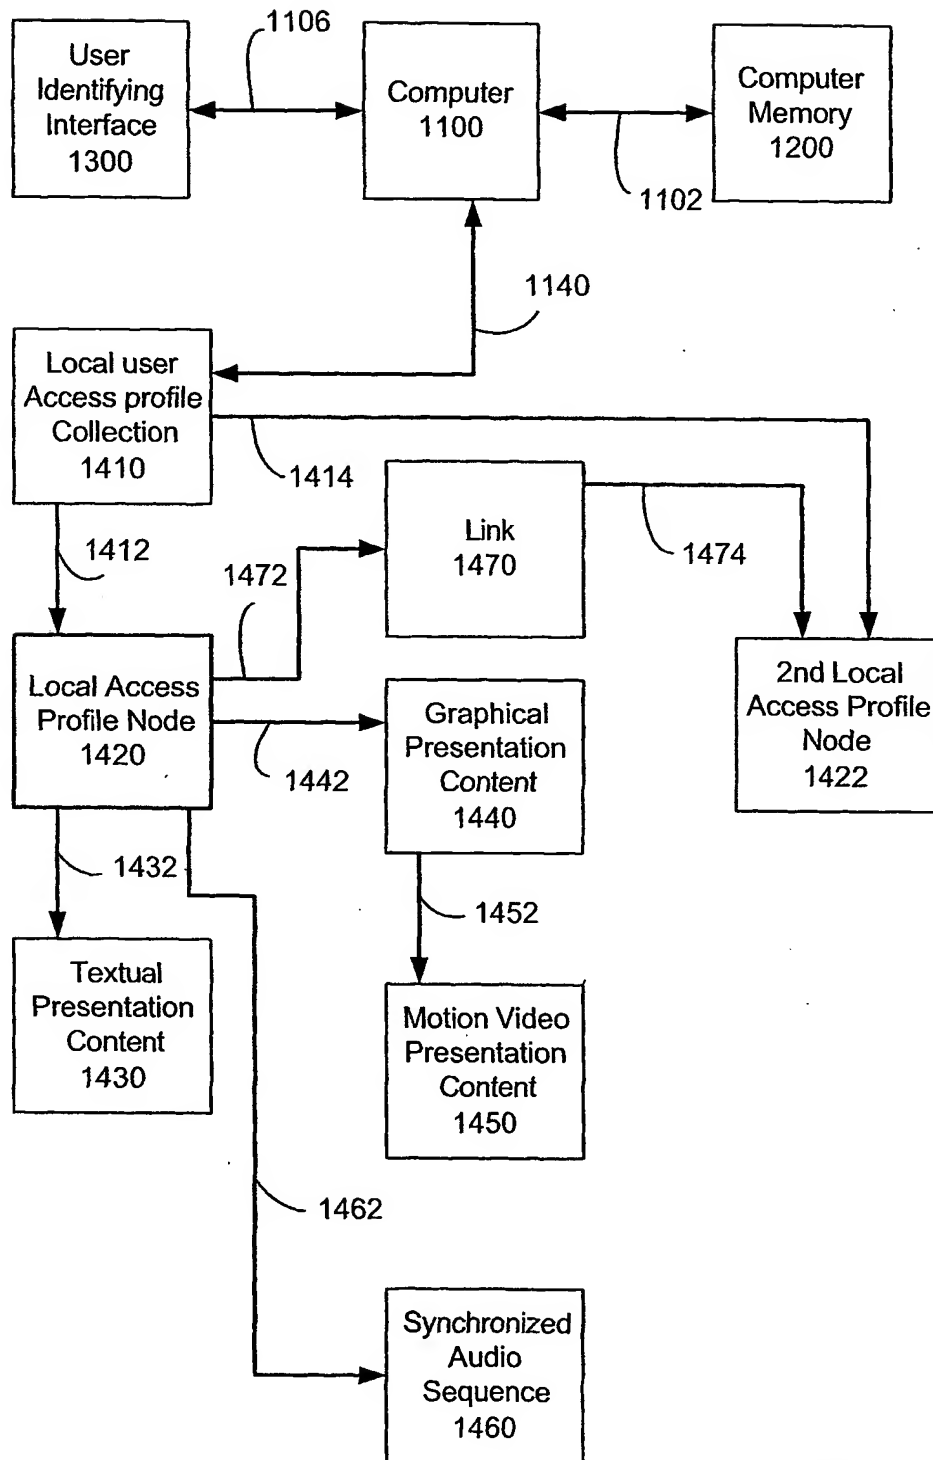 1106
User
Identifying
Interface
1300
Computer
1100
Computer
Memory
1200
1102
1140
Local user
Access profile
Collection
1410
1414
1412
1472
Link
1470
1474
Local Access
Profile Node
1420
1442
Graphical
Presentation
Content
1440
2nd Local
Access Profile
Node
1422
1432
1452
Textual
Presentation
Content
1430
Motion Video
Presentation
Content
1450
1462
Synchronized
Audio
Sequence
1460